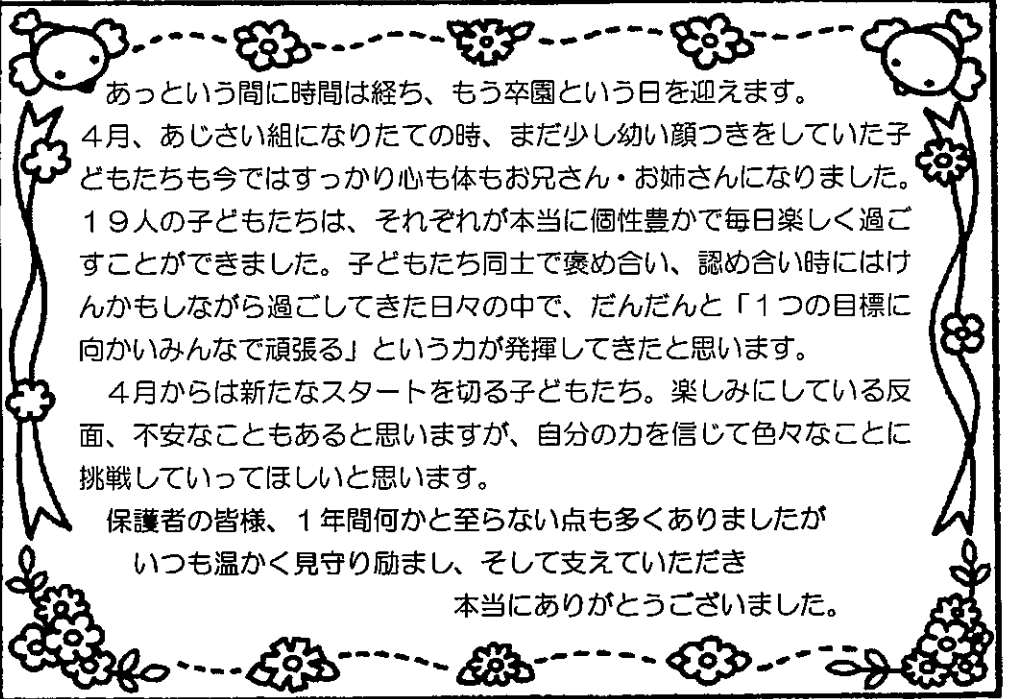 あっという間に時間は経ち、もう卒園という日を迎えます。
４月、あじさい組になりたての時、まだ少し幼い顔つきをしていた子
どもたちも今ではすっかり心も体もお兄さん・お姉さんになりました。
１９人の子どもたちは、それぞれが本当に個性豊かで毎日楽しく過ご
すことができました。子どもたち同士で褒め合い、認め合い時にはけ
んかもしながら過ごしてきた日々の中で、だんだんと「１つの目標に
向かいみんなで頑張る」という力が発揮してきたと思います。
４月からは新たなスタートを切る子どもたち。楽しみにしている反
面、不安なこともあると思いますが、自分の力を信じて色々なことに
挑戦していってほしいと思います。
保護者の皆様、１年間何かと至らない点も多くありましたが
いつも温かく見守り励まし、そして支えていただき
本当にありがとうございました。